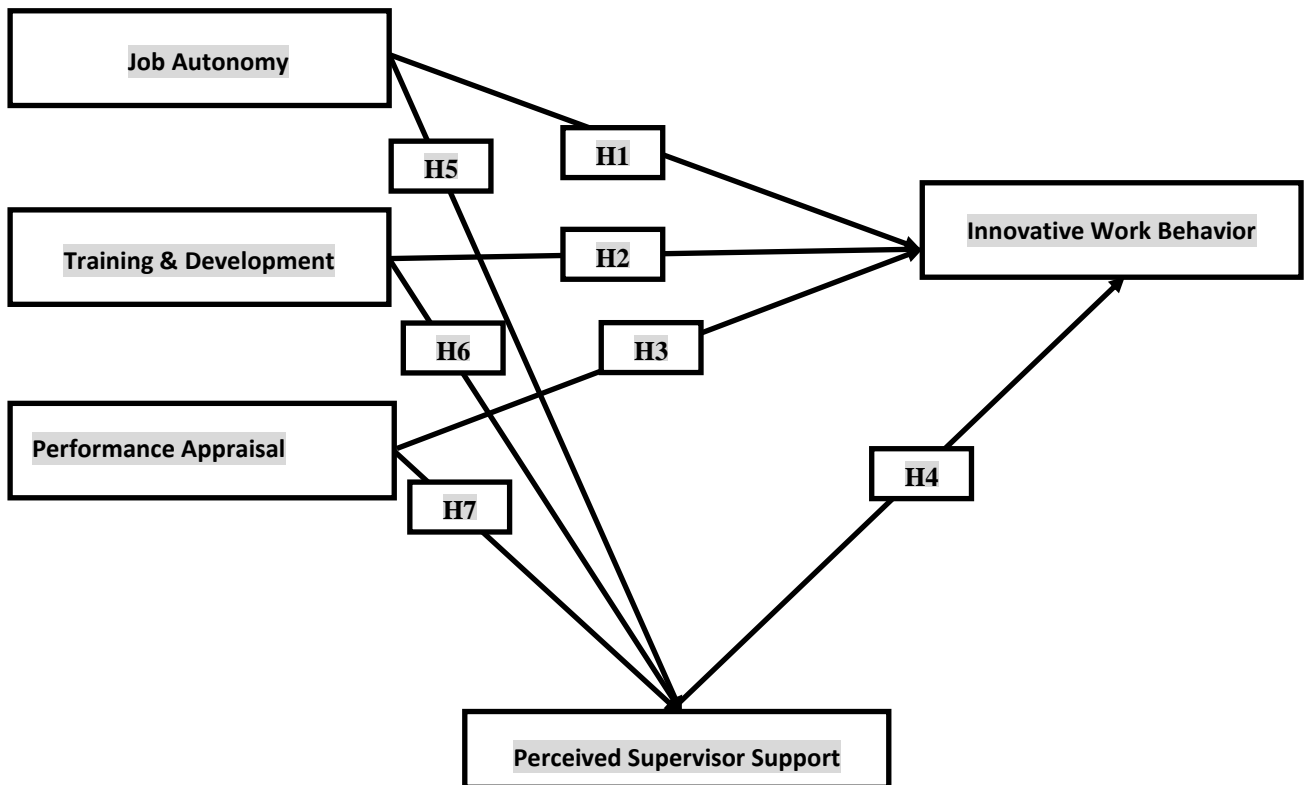 Job Autonomy
H1
H5
Innovative Work Behavior
Training & Development
H2
H6
H3
Performance Appraisal
H4
H7
Perceived Supervisor Support